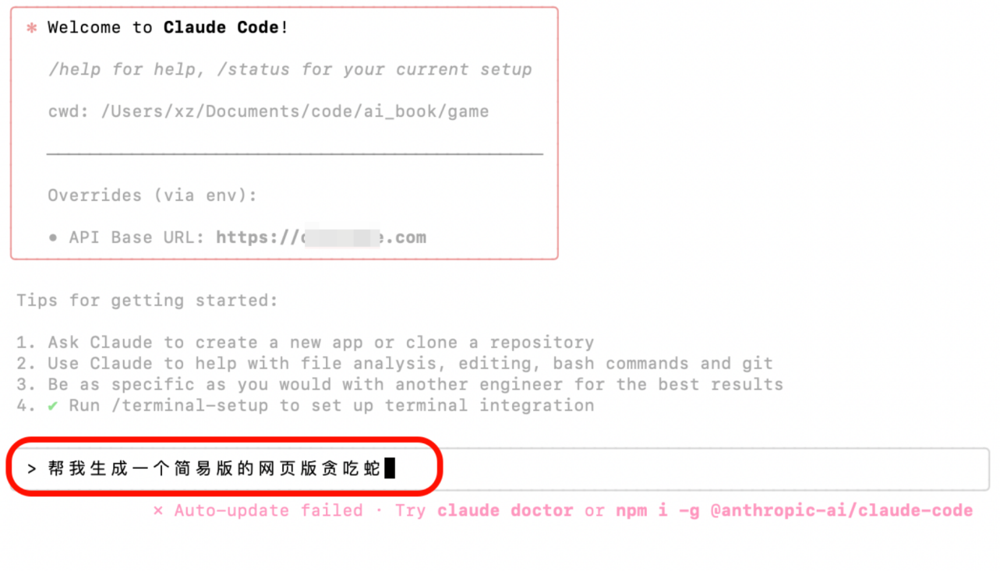 * Welcome to Claude Code!
/help for help, /status for your current setup
cwd: /Users/xz/Documents/code/ai_book/game
Overrides (via env):
• API Base URL: https://c e.com
Tips for getting started:
1. Ask Claude to create a new app or clone a repository
2. Use Claude to help with file analysis, editing, bash commands and git
3. Be as specific as you would with another engineer for the best results
4. ✔ Run /terminal-setup to set up terminal integration
> 帮我生成一个简易版的网页版贪吃蛇
× Auto-update failed · Try claude doctor or npm i -g @anthropic-ai/claude-code